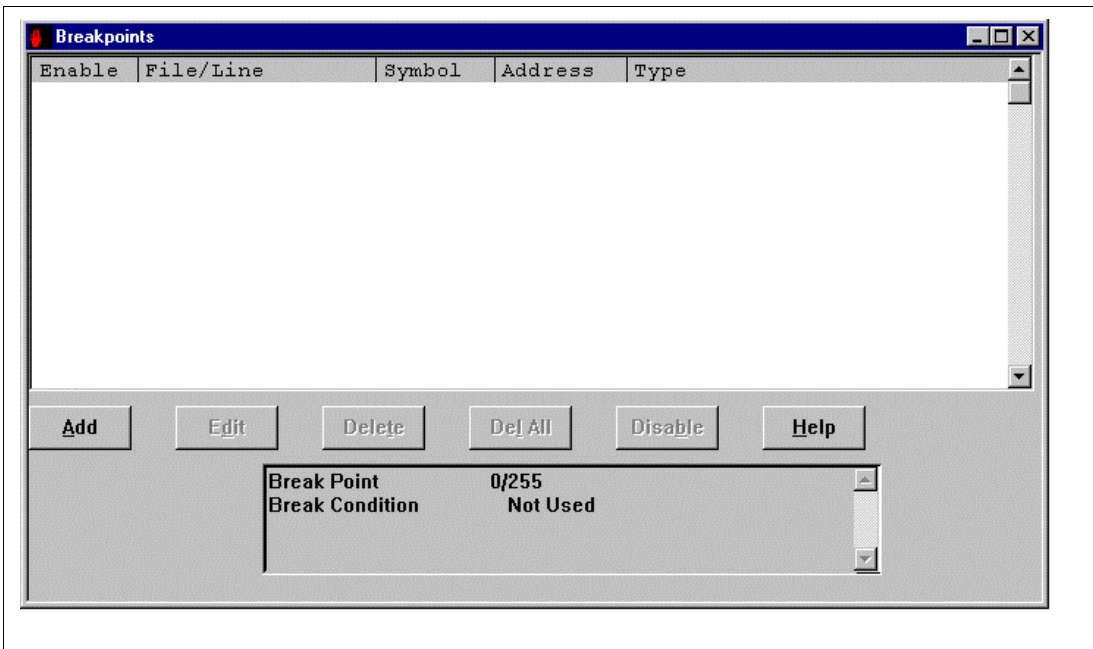 Breakpoints
Enable File/Line Symbol Address Type
Add Edit Delete Del All Disable Help
Break Point 0/255
Break Condition Not Used